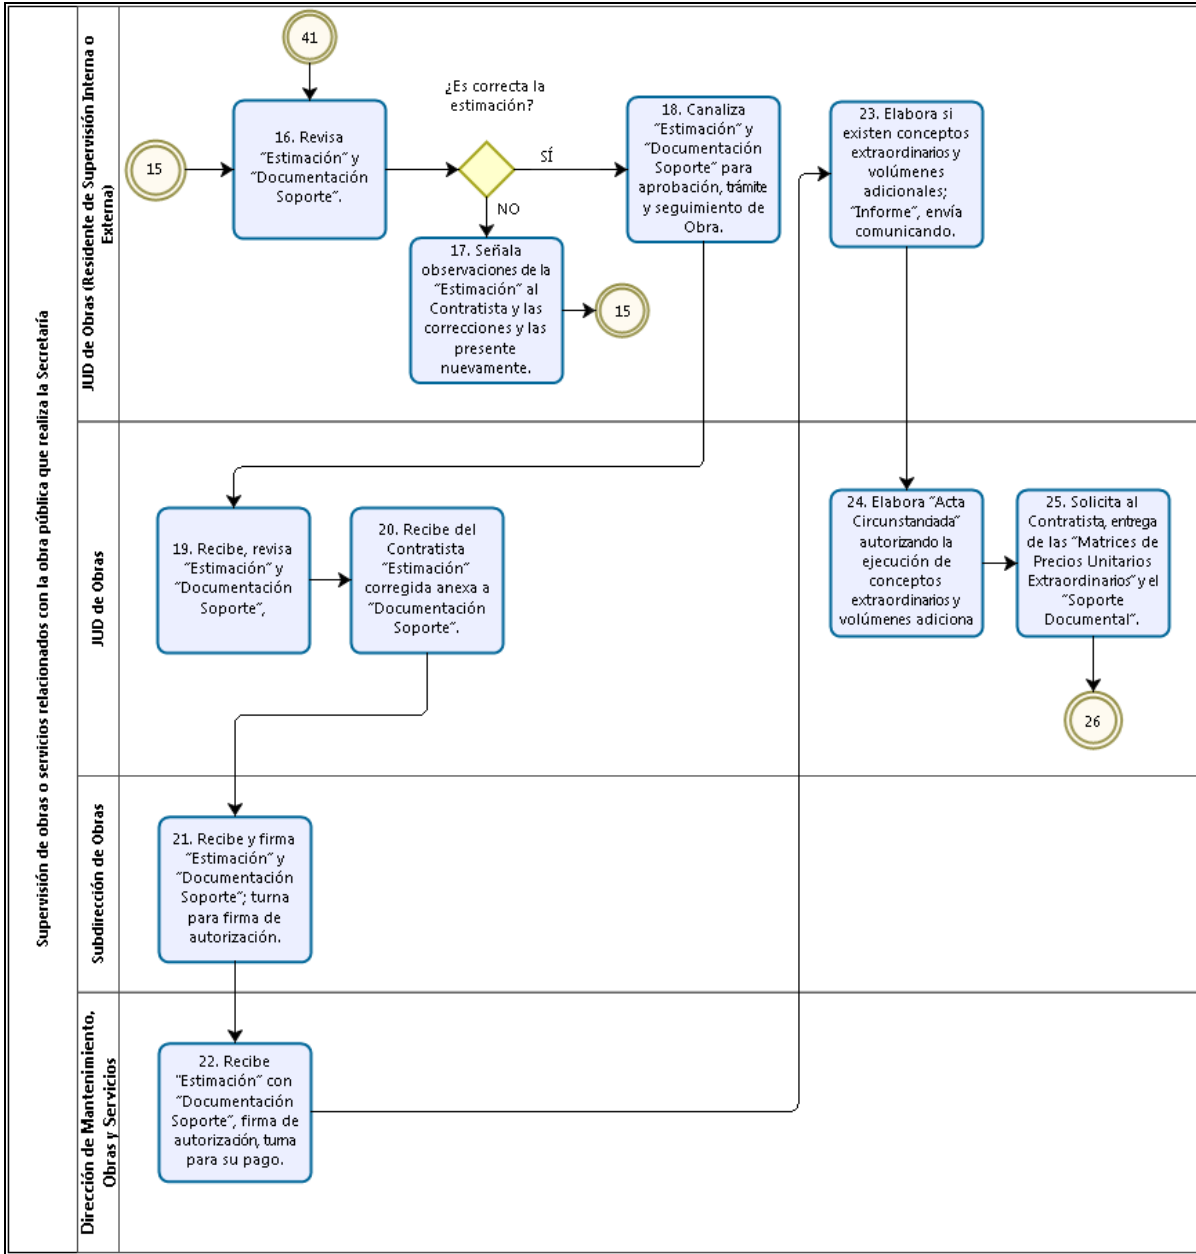 Supervisión de obras o servicios relacionados con la obra pública que realiza la Secretaría
JUD de Obras (Residente de Supervisión Interna o
Externa)
41
15
16. Revisa
“Estimación” y
“Documentación
Soporte”.
¿Es correcta la
estimación?
SÍ
NO
17. Señala
observaciones de la
“Estimación” al
Contratista y las
correcciones y las
presente
nuevamente.
15
18. Canaliza
“Estimación” y
“Documentación
Soporte” para
aprobación, trámite
y seguimiento de
Obra.
23. Elabora si
existen conceptos
extraordinarios y
volúmenes
adicionales;
“Informe”, envía
comunicando.
JUD de Obras
19. Recibe, revisa
“Estimación” y
“Documentación
Soporte”,
20. Recibe del
Contratista
“Estimación”
corregida anexa a
“Documentación
Soporte”.
24. Elabora “Acta
Circunstanciada”
autorizando la
ejecución de
conceptos
extraordinarios y
volúmenes adiciona
25. Solicita al
Contratista, entrega
de las “Matrices de
Precios Unitarios
Extraordinarios” y el
“Soporte
Documental”.
26
Subdirección de Obras
21. Recibe y firma
“Estimación” y
“Documentación
Soporte”; turna
para firma de
autorización.
Dirección de Mantenimiento,
Obras y Servicios
22. Recibe
“Estimación” con
“Documentación
Soporte”, firma de
autorización, turna
para su pago.